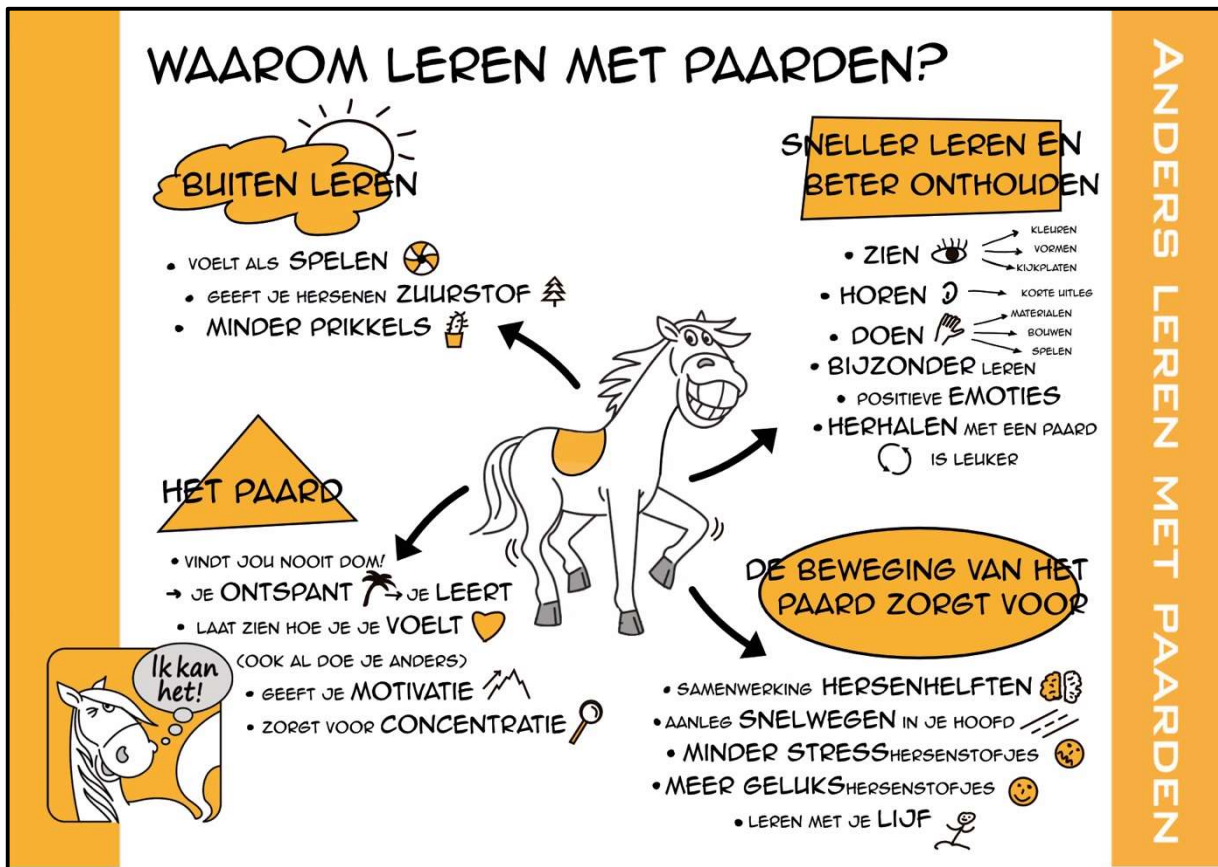 WAAROM LEREN MET PAARDEN?
BUITEN LEREN
• VOELT ALS SPELEN
• GEEFT JE HERSENEN ZUURSTOF
• MINDER PRIKKELS
SNELLER LEREN EN
BETER ONTHOUDEN
• ZIEN
KLEUREN
VORMEN
KIJKPLATEN
• HOREN
KORTE UITLEG
• DOEN
MATERIALEN
BOUWEN
SPELEN
• BIJZONDER LEREN
• POSITIEVE EMOTIES
• HERHALEN MET EEN PAARD
IS LEUKER
HET PAARD
• VINDT JOU NOOIT DOM!
→ JE ONTSPANT → JE LEERT
• LAAT ZIEN HOE JE JE VOELT
(OOK AL DOE JE ANDERS)
• GEEFT JE MOTIVATIE
• ZORGT VOOR CONCENTRATIE
Ik kan
het!
DE BEWEGING VAN HET
PAARD ZORGT VOOR
• SAMENWERKING HERSENHELFTEN
• AANLEG SNELWEGEN IN JE HOOFD
• MINDER STRESSHERSENSTOFJES
• MEER GELUKSHERSENSTOFJES
• LEREN MET JE LIJF
ANDERS LEREN MET PAARDEN